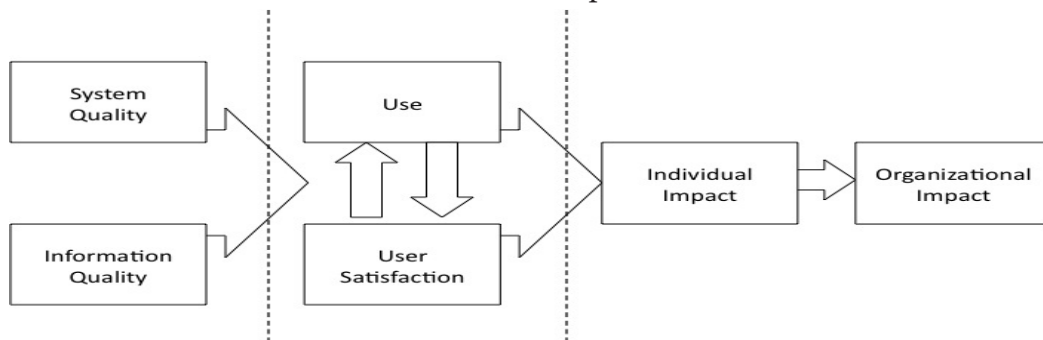 System
Quality
Use
Individual
Impact
Organizational
Impact
Information
Quality
User
Satisfaction